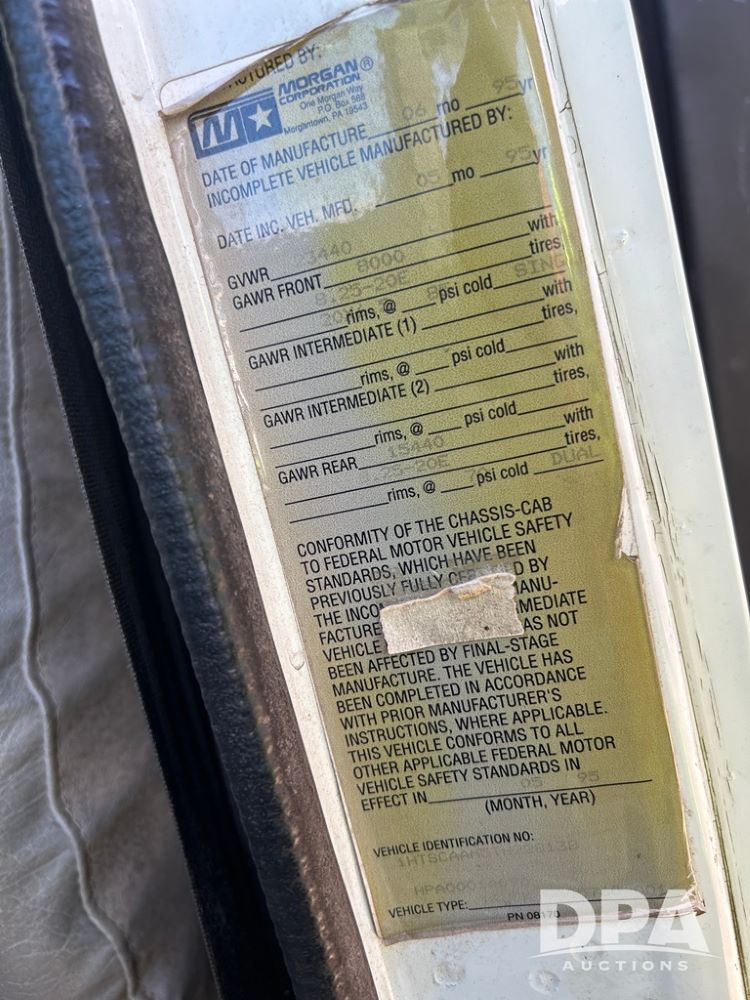 MORGAN®
CORPORATION
One Morgan Way
P.O. Box 588
Morgantown, PA 19543
DATE OF MANUFACTURE 06 mo 95 yr
INCOMPLETE VEHICLE MANUFACTURED BY:
DATE INC. VEH. MFD. 05 mo 95 yr
GVWR 23440
GAWR FRONT 8000 with
8.25-20E tires,
rims, @ psi cold SING
GAWR INTERMEDIATE (1) with
tires,
rims, @ psi cold
GAWR INTERMEDIATE (2) with
tires,
rims, @ psi cold
GAWR REAR 15440 with
.25-20E tires,
rims, @ psi cold DUAL
CONFORMITY OF THE CHASSIS-CAB
TO FEDERAL MOTOR VEHICLE SAFETY
STANDARDS, WHICH HAVE BEEN
PREVIOUSLY FULLY BY
THE
VEHICLE AS NOT
BEEN AFFECTED BY FINAL-STAGE
MANUFACTURE. THE VEHICLE HAS
BEEN COMPLETED IN ACCORDANCE
WITH PRIOR MANUFACTURER'S
INSTRUCTIONS, WHERE APPLICABLE.
THIS VEHICLE CONFORMS TO ALL
OTHER APPLICABLE FEDERAL MOTOR
VEHICLE SAFETY STANDARDS IN
EFFECT IN 05 95
(MONTH, YEAR)
VEHICLE IDENTIFICATION NO:
VEHICLE TYPE:
PN 08170
DPA
AUCTIONS